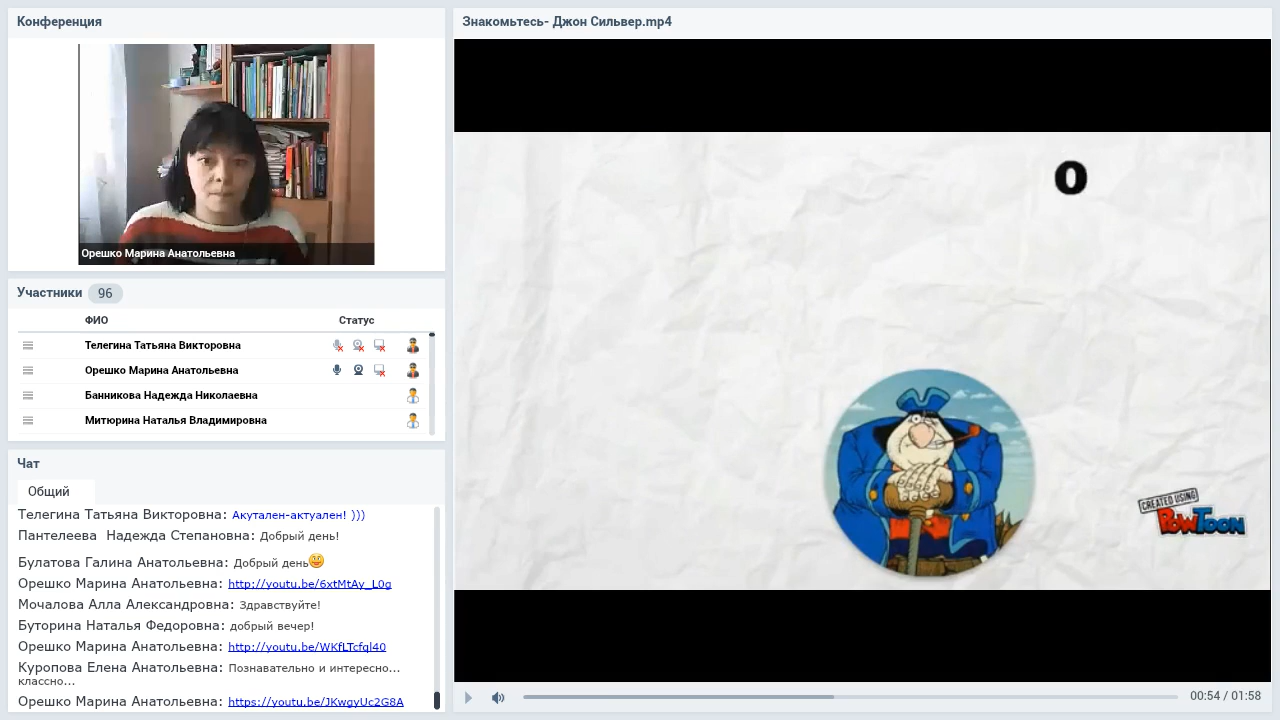 Конференция
Орешко Марина Анатольевна
Участники 96
ФИО Статус
Телегина Татьяна Викторовна
Орешко Марина Анатольевна
Банникова Надежда Николаевна
Митюрина Наталья Владимировна
Чат
Общий
Телегина Татьяна Викторовна: Акутален-актуален! )))
Пантелеева Надежда Степановна: Добрый день!
Булатова Галина Анатольевна: Добрый день
Орешко Марина Анатольевна: http://youtu.be/6xtMtAy_L0g
Мочалова Алла Александровна: Здравствуйте!
Буторина Наталья Федоровна: добрый вечер!
Орешко Марина Анатольевна: http://youtu.be/WKfLTcfql40
Куропова Елена Анатольевна: Познавательно и интересно...
классно...
Орешко Марина Анатольевна: https://youtu.be/JKwgyUc2G8A
Знакомьтесь- Джон Сильвер.mp4
о
CREATED USING
POWTOON
00:54 / 01:58